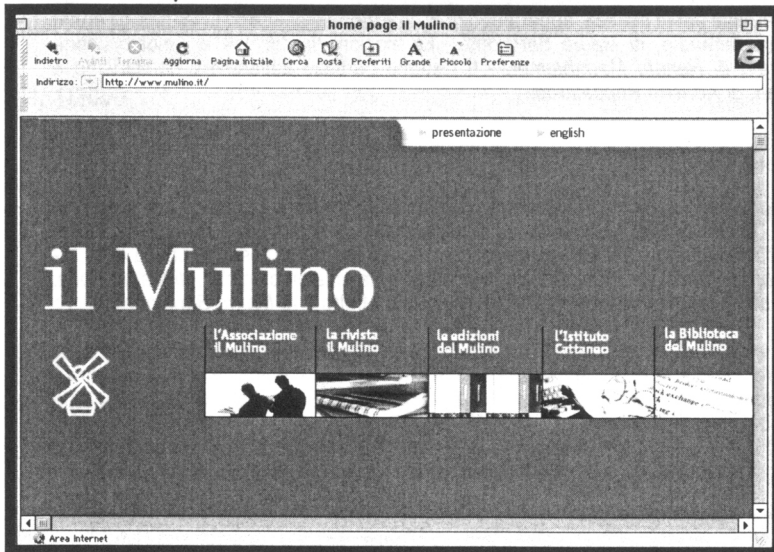 home page il Mulino
Indietro Avanti Termina Aggiorna Pagina iniziale Cerca Posta Preferiti Grande Piccolo Preferenze
Indirizzo: http://www.mulino.it/
presentazione english
il Mulino
l'Associazione il Mulino
la rivista il Mulino
le edizioni del Mulino
l'Istituto Cattaneo
la Biblioteca del Mulino
exchange
Area Internet